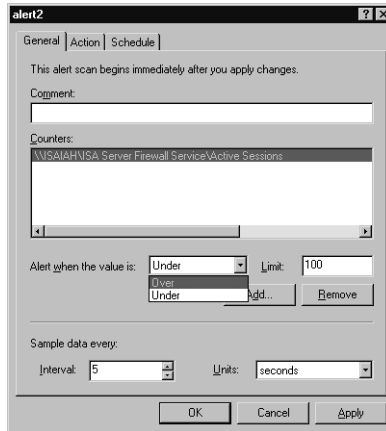 alert2
General Action Schedule
This alert scan begins immediately after you apply changes.
Comment:
Counters:
\\ISAIAH\ISA Server Firewall Service\Active Sessions
Alert when the value is: Under Limit: 100
Over
Under
Add... Remove
Sample data every:
Interval: 5 Units: seconds
OK Cancel Apply